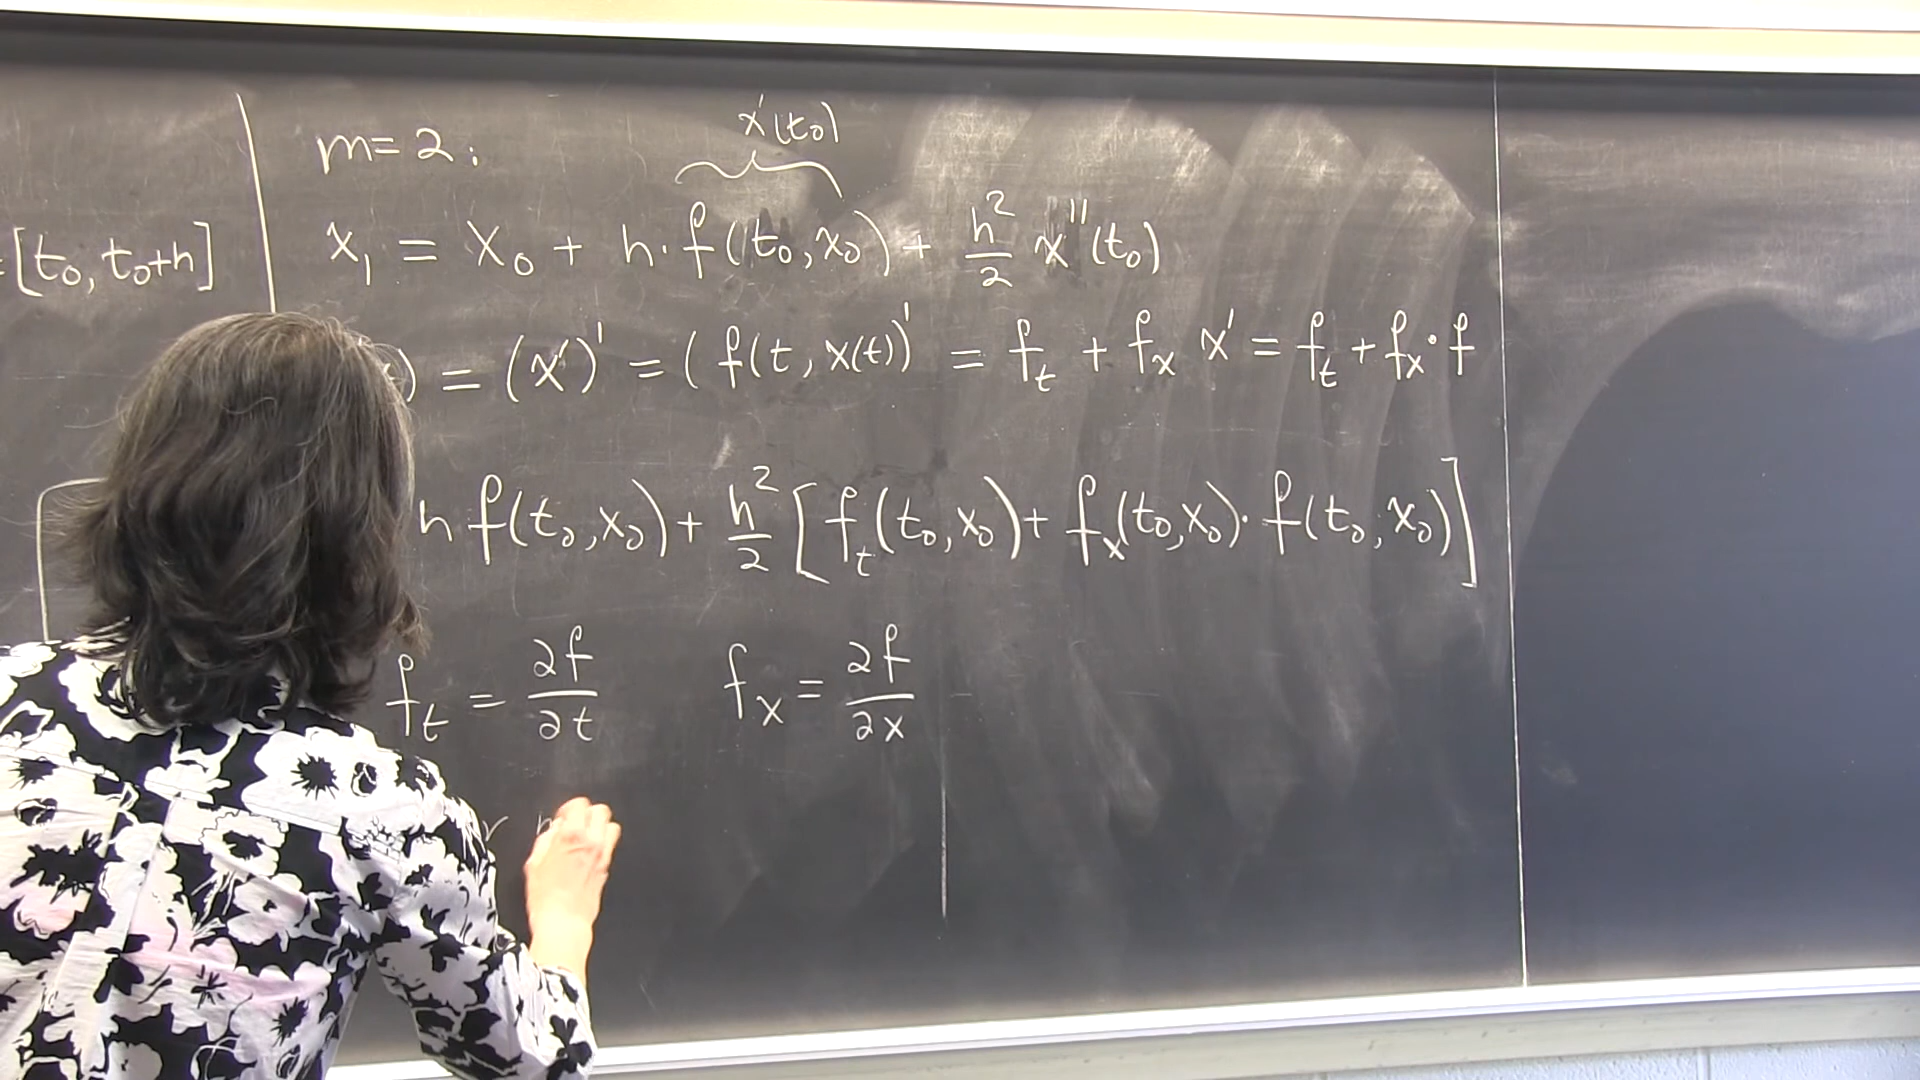 x'(t₀)
m=2:
=[t₀, t₀+h]
x₁ = x₀ + h·f(t₀,x₀) + h²/2 x''(t₀)
) = (x')' = (f(t, x(t))' = f_t + f_x x' = f_t + f_x·f
h f(t₀,x₀) + h²/2 [f_t(t₀,x₀) + f_x(t₀,x₀)·f(t₀,x₀)]
f_t = ∂f/∂t f_x = ∂f/∂x